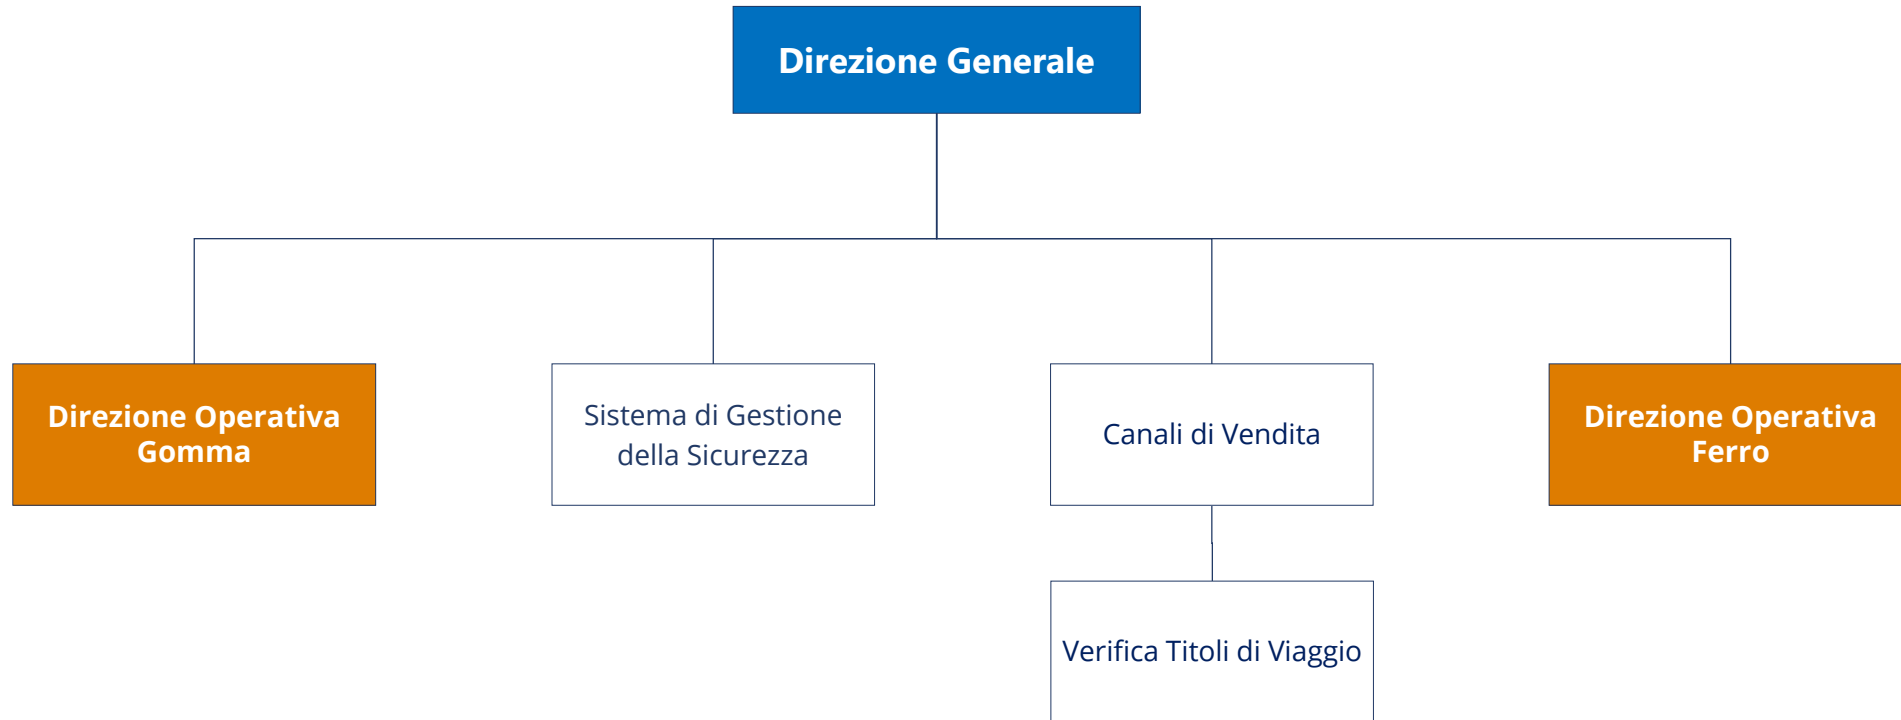 Direzione Generale
Direzione Operativa
Gomma
Sistema di Gestione
della Sicurezza
Canali di Vendita
Direzione Operativa
Ferro
Verifica Titoli di Viaggio